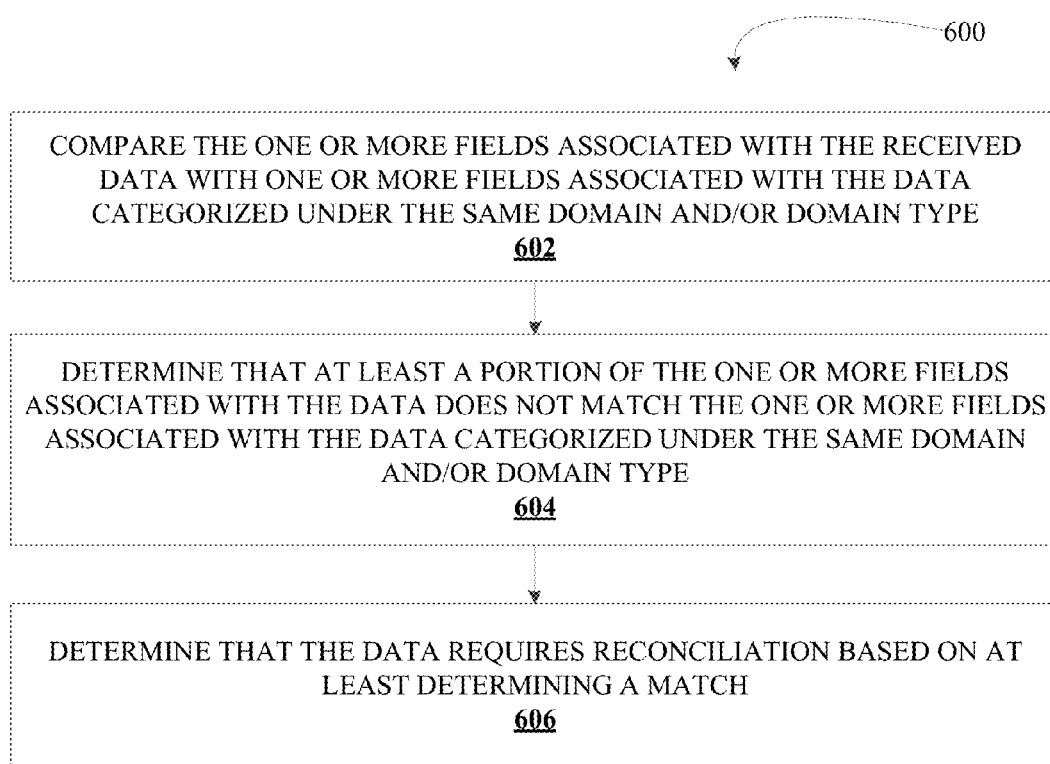 600
COMPARE THE ONE OR MORE FIELDS ASSOCIATED WITH THE RECEIVED
DATA WITH ONE OR MORE FIELDS ASSOCIATED WITH THE DATA
CATEGORIZED UNDER THE SAME DOMAIN AND/OR DOMAIN TYPE
602
DETERMINE THAT AT LEAST A PORTION OF THE ONE OR MORE FIELDS
ASSOCIATED WITH THE DATA DOES NOT MATCH THE ONE OR MORE FIELDS
ASSOCIATED WITH THE DATA CATEGORIZED UNDER THE SAME DOMAIN
AND/OR DOMAIN TYPE
604
DETERMINE THAT THE DATA REQUIRES RECONCILIATION BASED ON AT
LEAST DETERMINING A MATCH
606